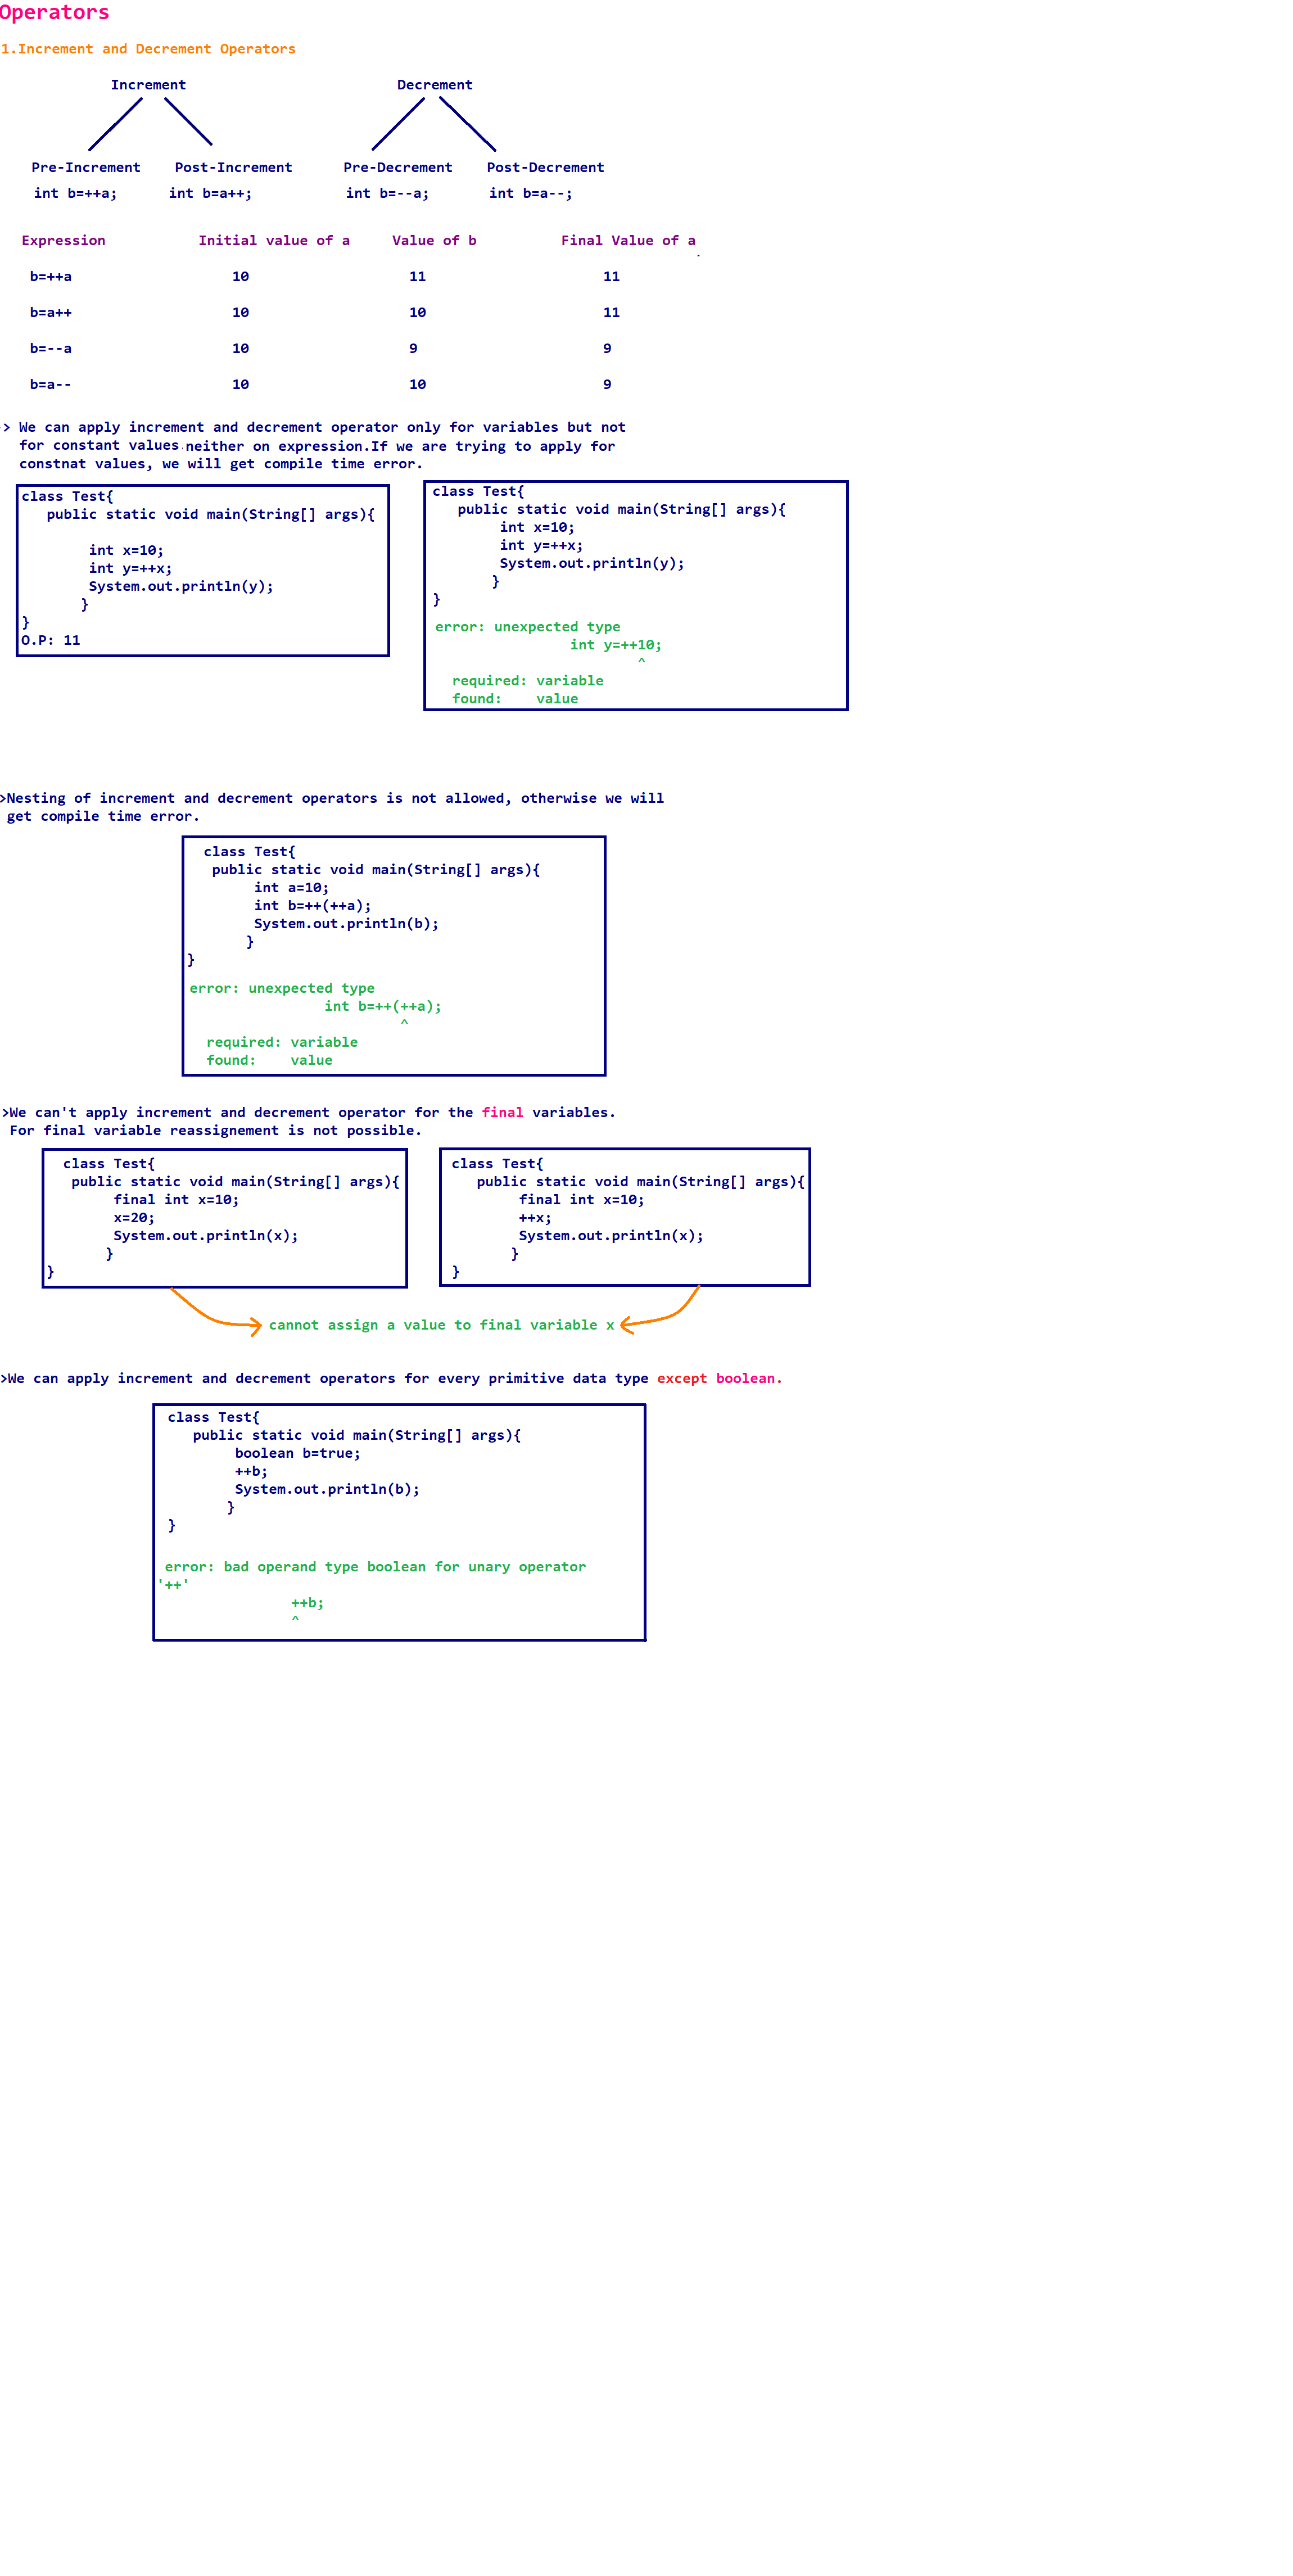 Operators
1.Increment and Decrement Operators
Increment Decrement
Pre-Increment Post-Increment Pre-Decrement Post-Decrement
int b=++a; int b=a++; int b=--a; int b=a--;
Expression Initial value of a Value of b Final Value of a
b=++a 10 11 11
b=a++ 10 10 11
b=--a 10 9 9
b=a-- 10 10 9
> We can apply increment and decrement operator only for variables but not
for constant values neither on expression.If we are trying to apply for
constnat values, we will get compile time error.
class Test{
public static void main(String[] args){
int x=10;
int y=++x;
System.out.println(y);
}
}
O.P: 11
class Test{
public static void main(String[] args){
int x=10;
int y=++x;
System.out.println(y);
}
}
error: unexpected type
int y=++10;
^
required: variable
found: value
>Nesting of increment and decrement operators is not allowed, otherwise we will
get compile time error.
class Test{
public static void main(String[] args){
int a=10;
int b=++(++a);
System.out.println(b);
}
}
error: unexpected type
int b=++(++a);
^
required: variable
found: value
>We can't apply increment and decrement operator for the final variables.
For final variable reassignement is not possible.
class Test{
public static void main(String[] args){
final int x=10;
x=20;
System.out.println(x);
}
}
class Test{
public static void main(String[] args){
final int x=10;
++x;
System.out.println(x);
}
}
cannot assign a value to final variable x
>We can apply increment and decrement operators for every primitive data type except boolean.
class Test{
public static void main(String[] args){
boolean b=true;
++b;
System.out.println(b);
}
}
error: bad operand type boolean for unary operator
'++'
++b;
^